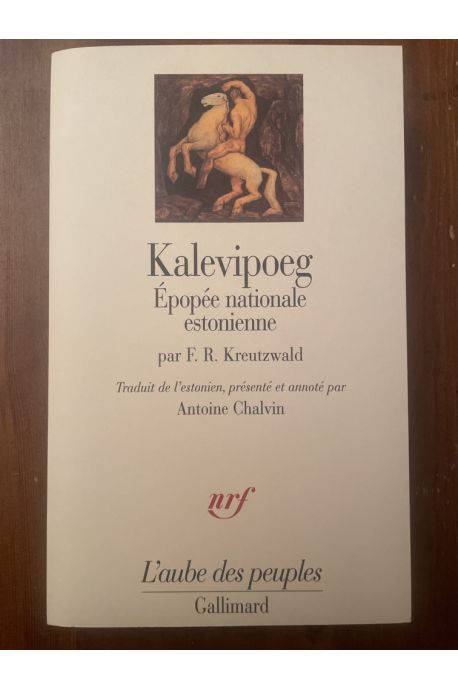 Kalevipoeg
Épopée nationale
estonienne
par F. R. Kreutzwald
Traduit de l'estonien, présenté et annoté par
Antoine Chalvin
nrf
L'aube des peuples
Gallimard